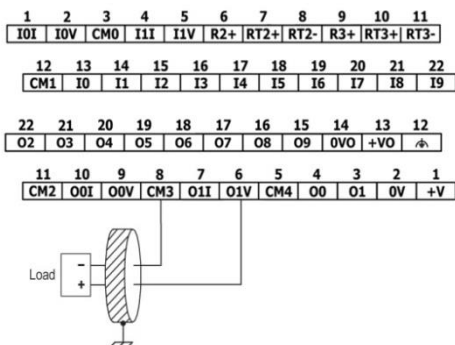 1 2 3 4 5 6 7 8 9 10 11
I0I I0V CM0 I1I I1V R2+ RT2+ RT2- R3+ RT3+ RT3-
12 13 14 15 16 17 18 19 20 21 22
CM1 I0 I1 I2 I3 I4 I5 I6 I7 I8 I9
22 21 20 19 18 17 16 15 14 13 12
O2 O3 O4 O5 O6 O7 O8 O9 0VO +VO
11 10 9 8 7 6 5 4 3 2 1
CM2 O0I O0V CM3 O1I O1V CM4 O0 O1 0V +V
Load - +